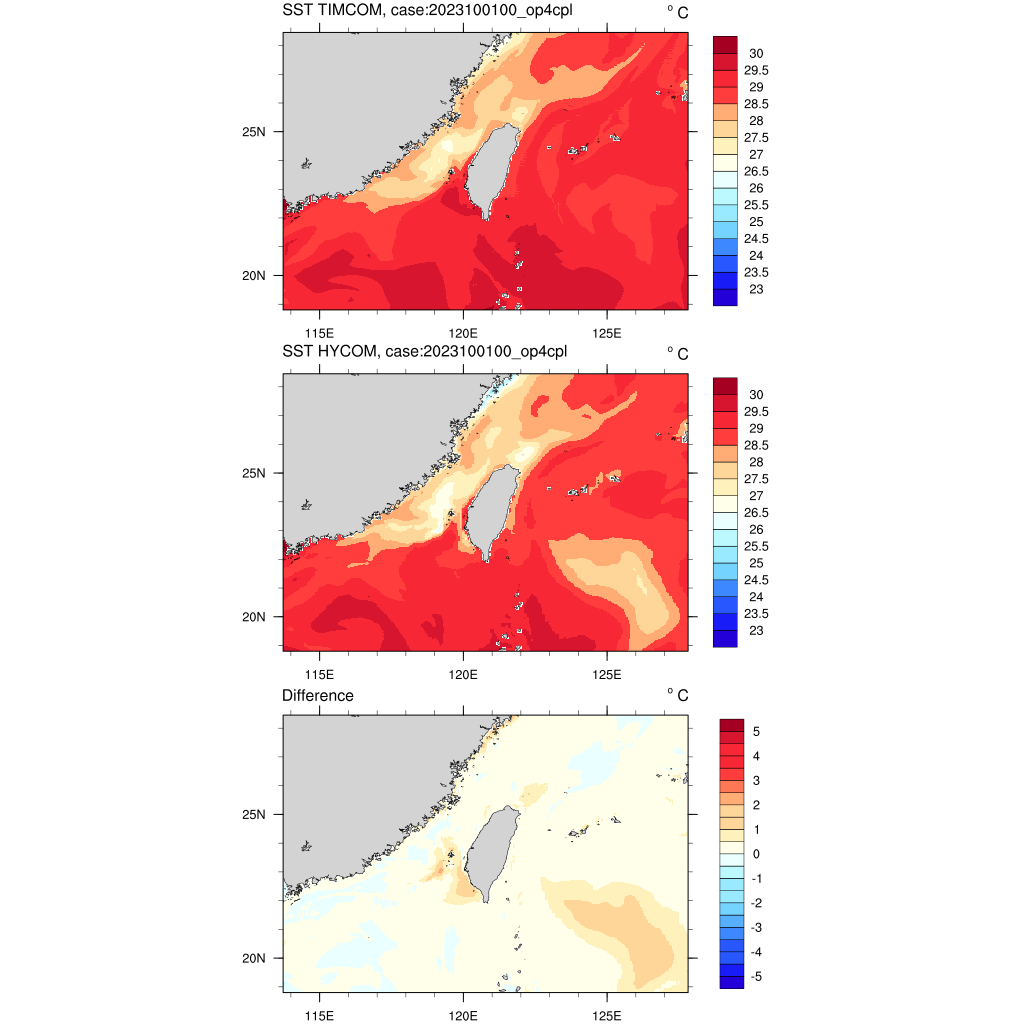 SST TIMCOM, case:2023100100_op4cpl
° C
30
29.5
29
28.5
28
27.5
27
26.5
26
25.5
25
24.5
24
23.5
23
25N
20N
115E 120E 125E
SST HYCOM, case:2023100100_op4cpl
° C
30
29.5
29
28.5
28
27.5
27
26.5
26
25.5
25
24.5
24
23.5
23
25N
20N
115E 120E 125E
Difference
° C
5
4
3
2
1
0
-1
-2
-3
-4
-5
25N
20N
115E 120E 125E